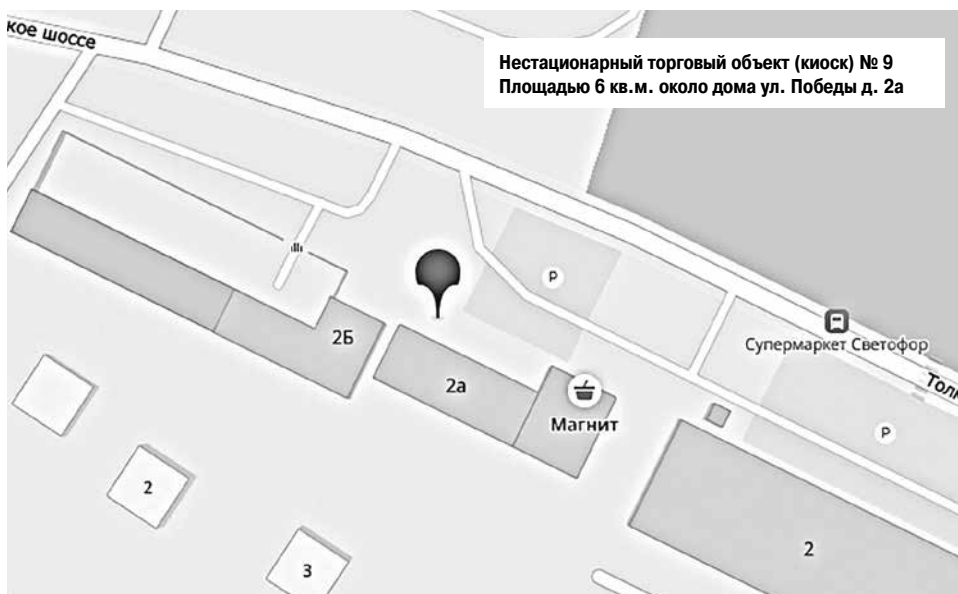 кое шоссе
Нестационарный торговый объект (киоск) № 9
Площадью 6 кв.м. около дома ул. Победы д. 2а
P
Супермаркет Светофор
2Б
2а
Толм
Магнит
P
2
2
3